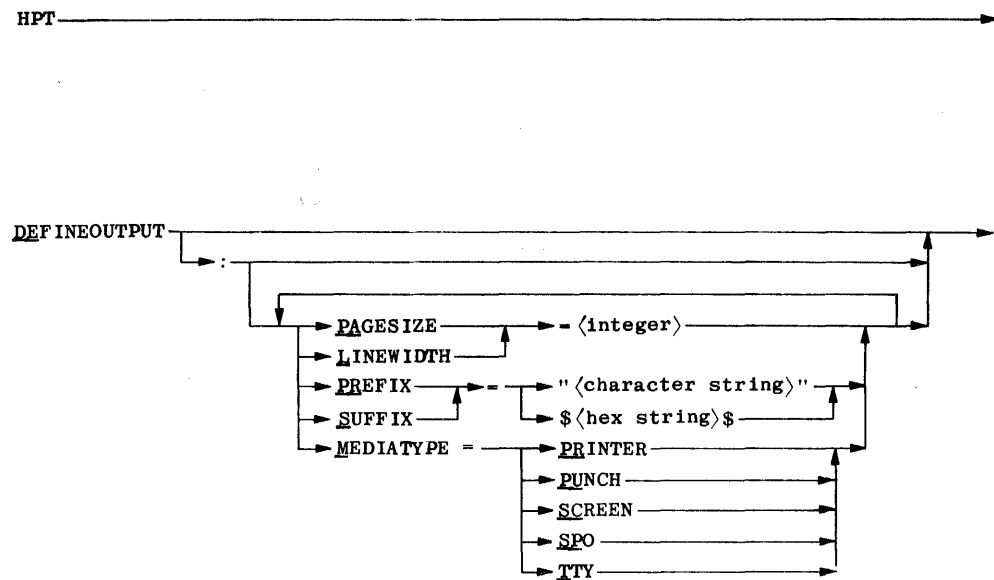 HPT
DEFINEOUTPUT
:
PAGESIZE = ⟨integer⟩
LINEWIDTH
PREFIX = "⟨character string⟩"
SUFFIX $⟨hex string⟩$
MEDIATYPE = PRINTER
PUNCH
SCREEN
SPO
TTY